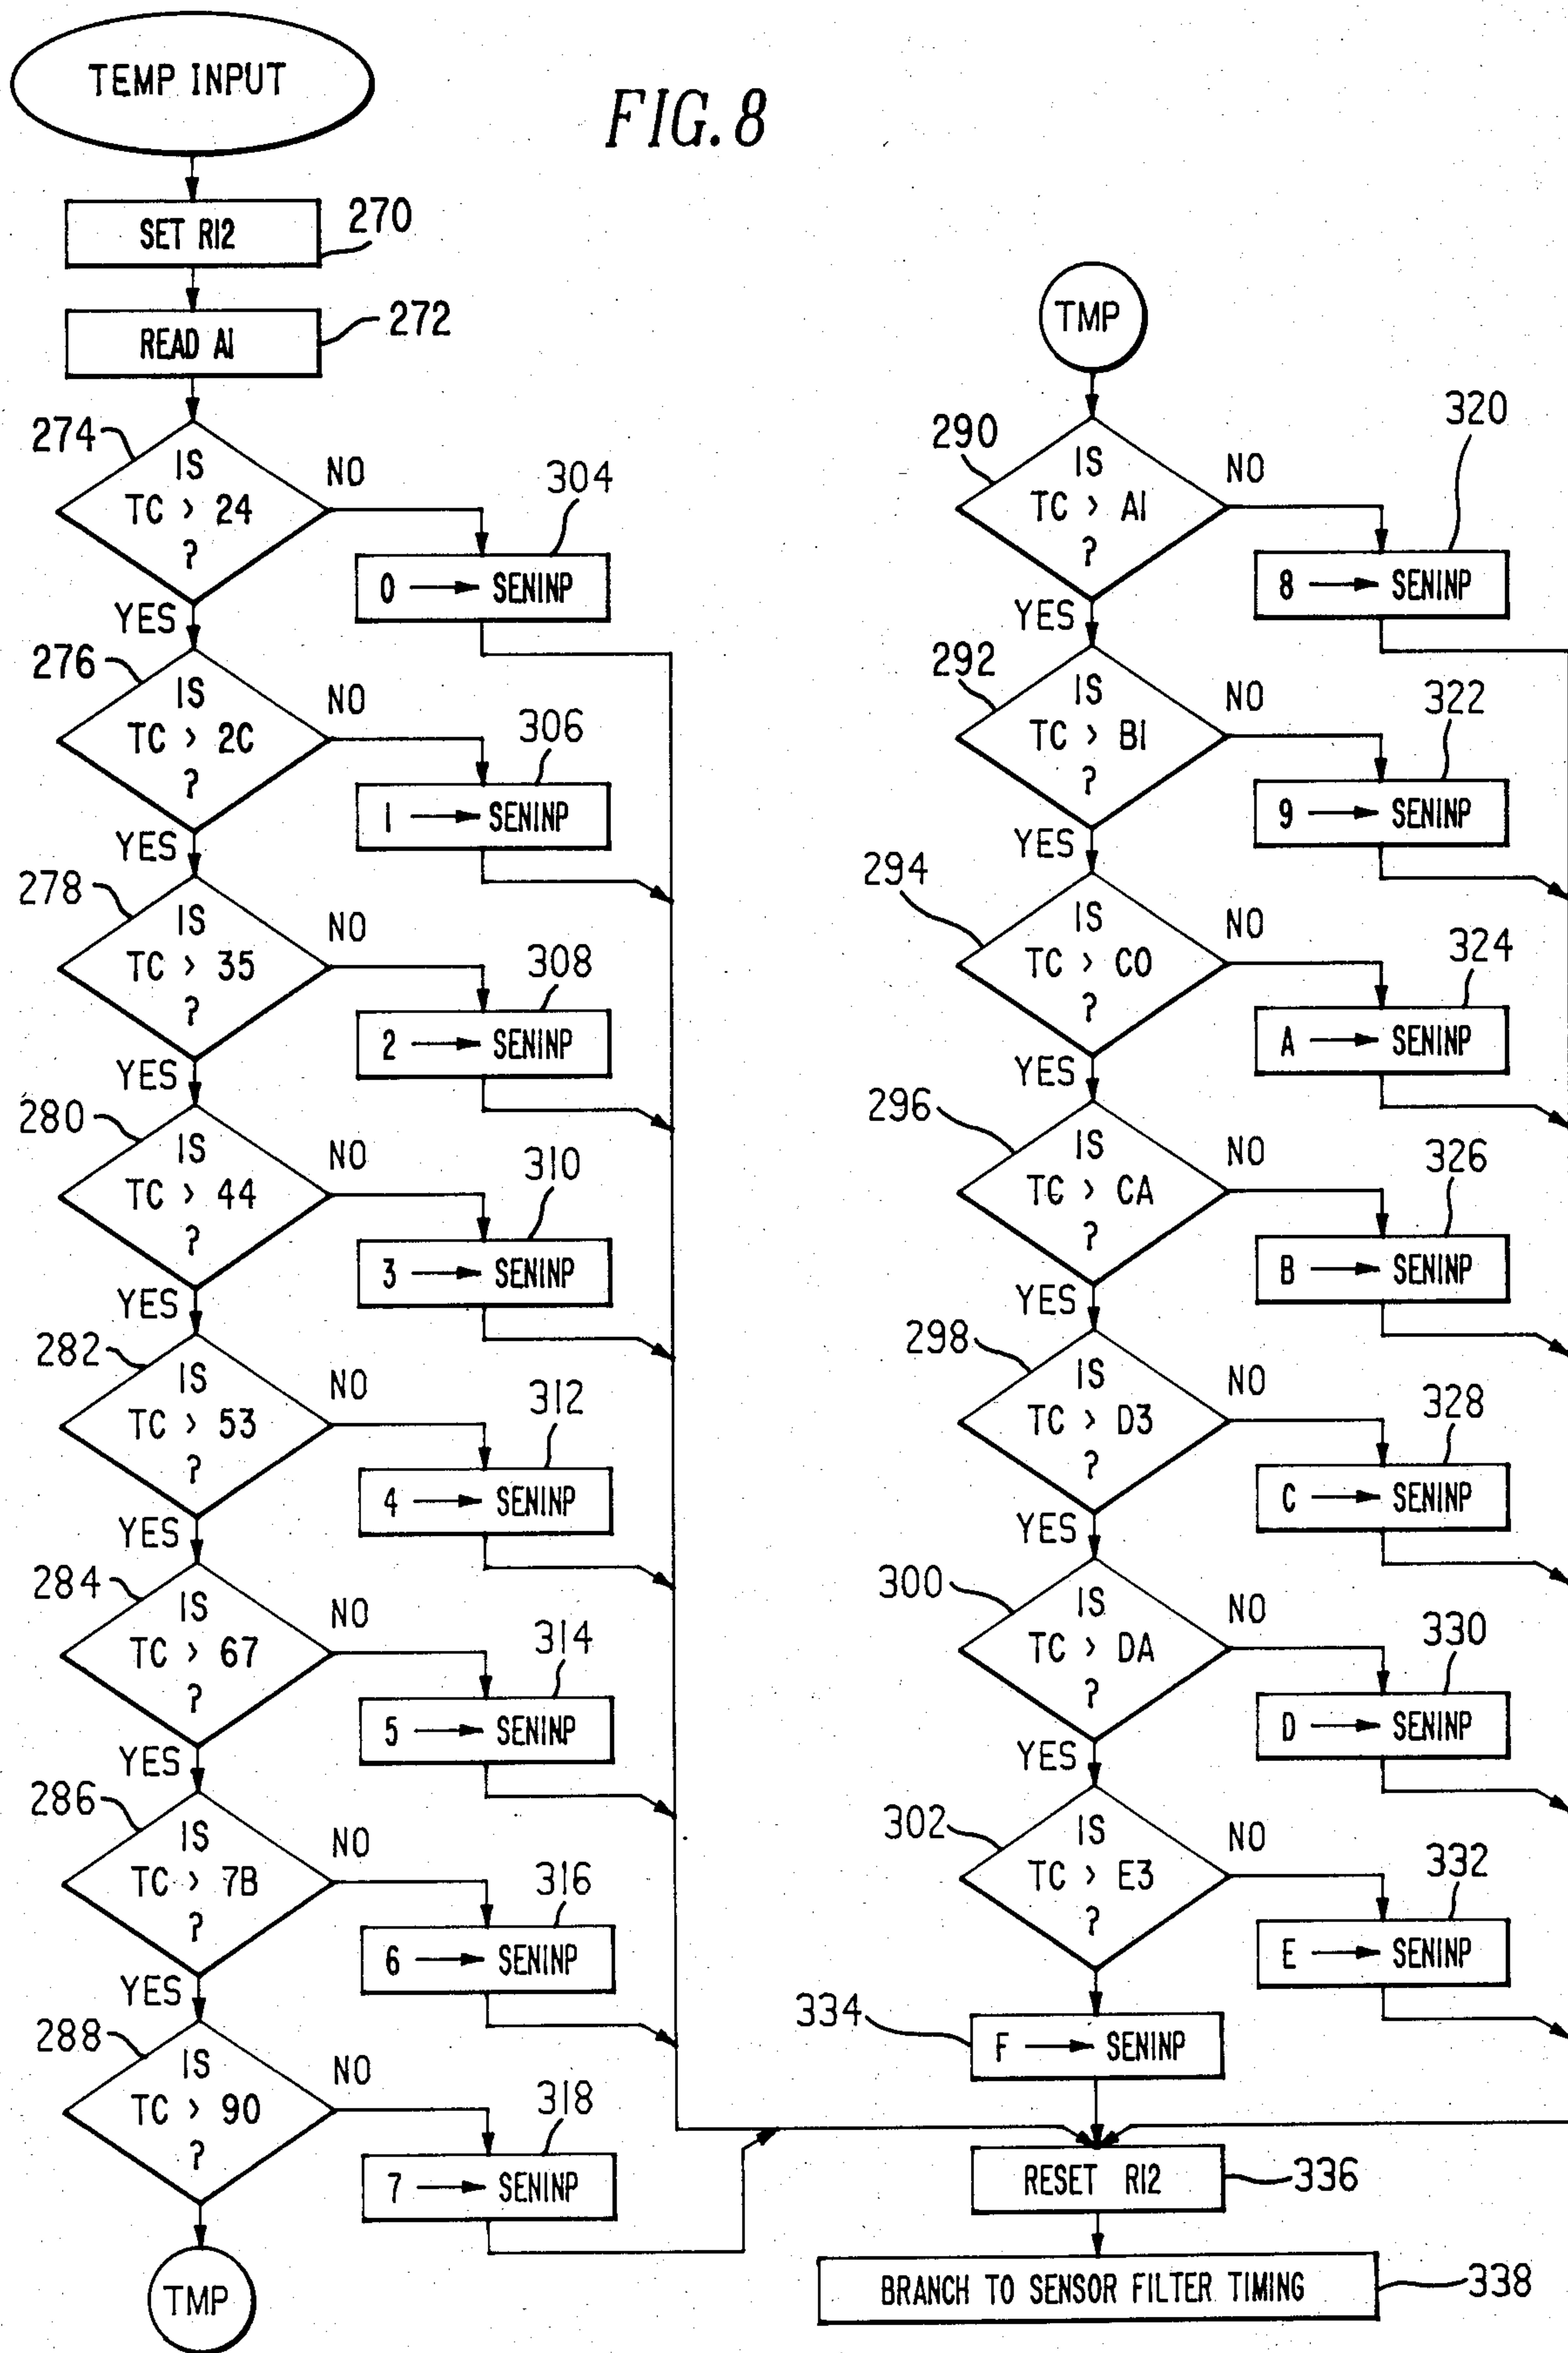 TEMP INPUT
FIG. 8
SET R12
270
READ A1
272
274
IS
TC > 24
?
NO
304
0 → SENINP
YES
276
IS
TC > 2C
?
NO
306
1 → SENINP
YES
278
IS
TC > 35
?
NO
308
2 → SENINP
YES
280
IS
TC > 44
?
NO
310
3 → SENINP
YES
282
IS
TC > 53
?
NO
312
4 → SENINP
YES
284
IS
TC > 67
?
NO
314
5 → SENINP
YES
286
IS
TC > 7B
?
NO
316
6 → SENINP
YES
288
IS
TC > 90
?
NO
318
7 → SENINP
TMP
TMP
290
IS
TC > A1
?
NO
320
8 → SENINP
YES
292
IS
TC > B1
?
NO
322
9 → SENINP
YES
294
IS
TC > C0
?
NO
324
A → SENINP
YES
296
IS
TC > CA
?
NO
326
B → SENINP
YES
298
IS
TC > D3
?
NO
328
C → SENINP
YES
300
IS
TC > DA
?
NO
330
D → SENINP
YES
302
IS
TC > E3
?
NO
332
E → SENINP
334
F → SENINP
RESET R12
336
BRANCH TO SENSOR FILTER TIMING
338